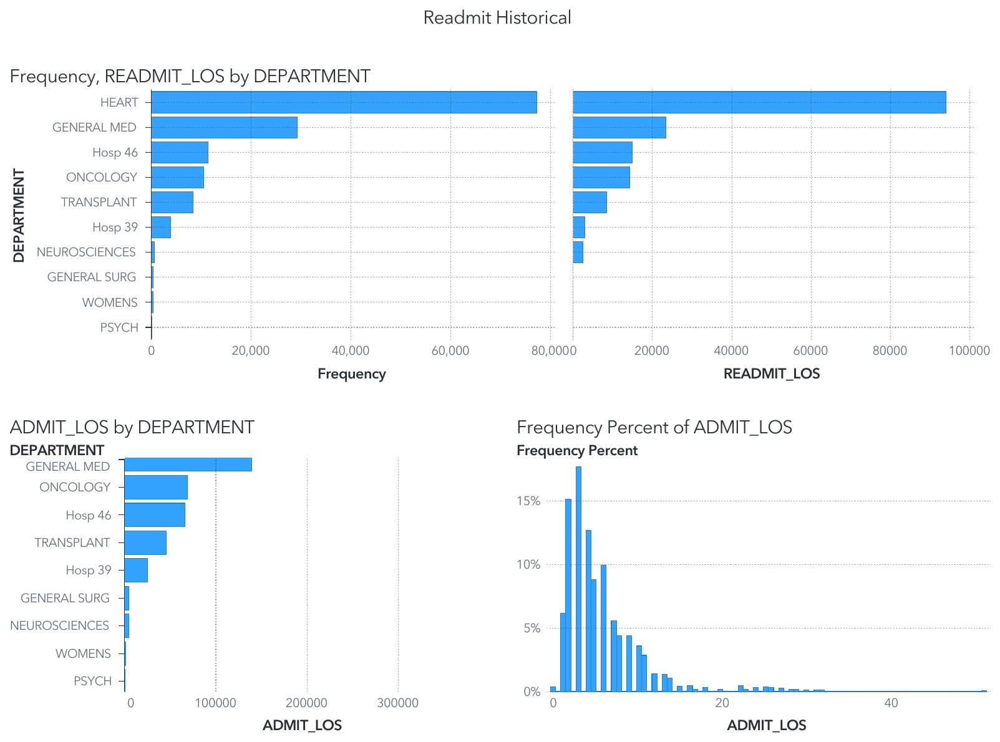 Readmit Historical
Frequency, READMIT_LOS by DEPARTMENT
DEPARTMENT
HEART
GENERAL MED
Hosp 46
ONCOLOGY
TRANSPLANT
Hosp 39
NEUROSCIENCES
GENERAL SURG
WOMENS
PSYCH
0 20,000 40,000 60,000 80,000 0 20000 40000 60000 80000 100000
Frequency READMIT_LOS
ADMIT_LOS by DEPARTMENT
DEPARTMENT
GENERAL MED
ONCOLOGY
Hosp 46
TRANSPLANT
Hosp 39
GENERAL SURG
NEUROSCIENCES
WOMENS
PSYCH
0 100000 200000 300000
ADMIT_LOS
Frequency Percent of ADMIT_LOS
Frequency Percent
15%
10%
5%
0%
0 20 40
ADMIT_LOS